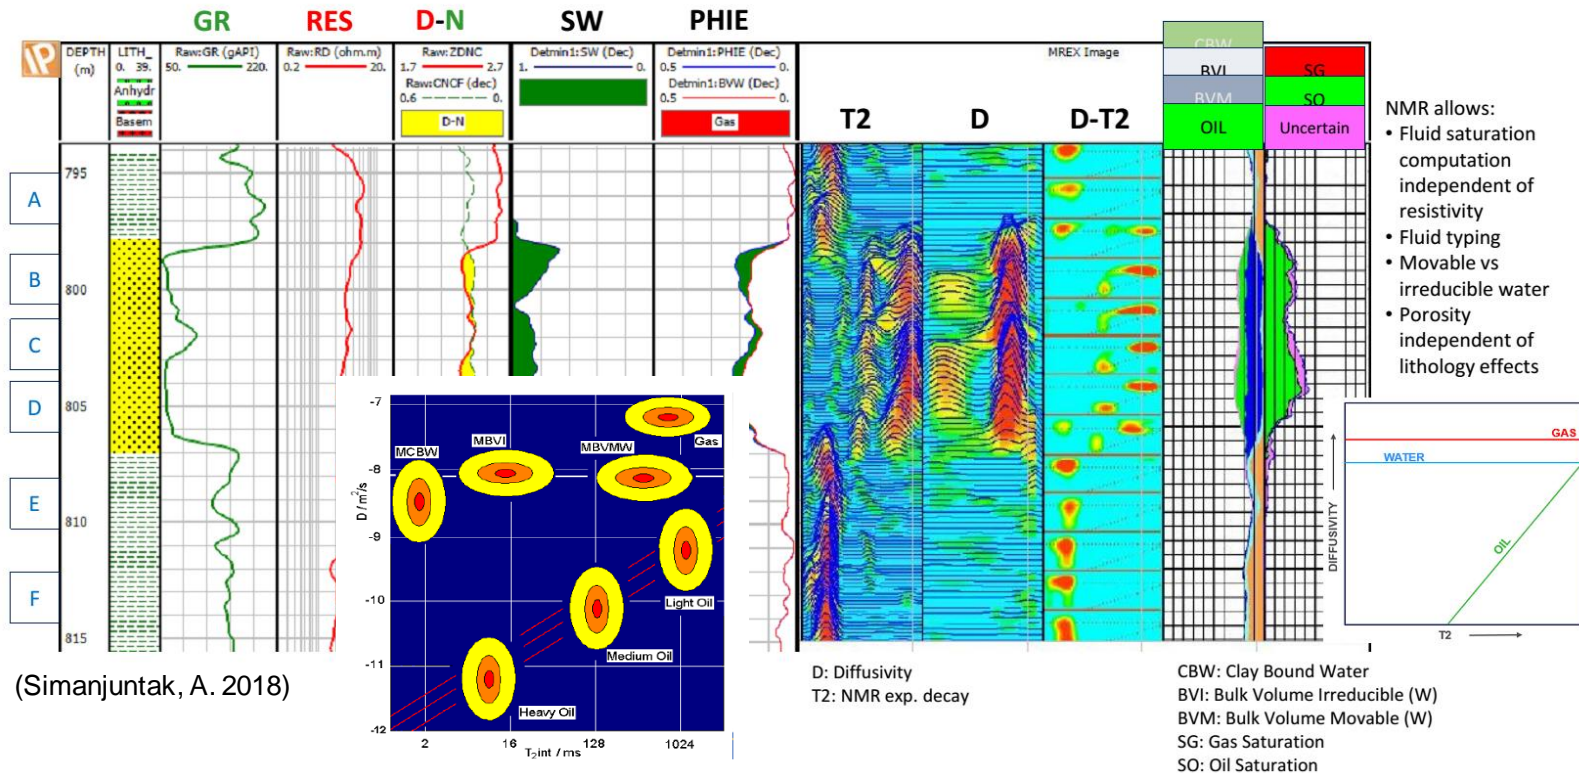 GR RES D-N SW PHIE
IP
DEPTH (m)
LITH_
0. 39.
Anhydr
Basem
Raw:GR (gAPI)
50. 220.
Raw:RD (ohm.m)
0.2 20.
Raw:ZDNC
1.7 2.7
Raw:CNCF (dec)
0.6 0.
D-N
Detmin1:SW (Dec)
1. 0.
Detmin1:PHIE (Dec)
0.5 0.
Detmin1:BVW (Dec)
0.5 0.
Gas
MREX Image
T2 D D-T2
CBW
BVI
BVM
OIL
SG
SO
Uncertain
795
800
805
810
815
A
B
C
D
E
F
NMR allows:
• Fluid saturation
computation
independent of
resistivity
• Fluid typing
• Movable vs
irreducible water
• Porosity
independent of
lithology effects
-7
-8
-9
-10
-11
-12
D / m²/s
MCBW
MBVI
MBVMW
Gas
Light Oil
Medium Oil
Heavy Oil
2 16 128 1024
T2int / ms
GAS
WATER
OIL
DIFFUSIVITY
T2
(Simanjuntak, A. 2018)
D: Diffusivity
T2: NMR exp. decay
CBW: Clay Bound Water
BVI: Bulk Volume Irreducible (W)
BVM: Bulk Volume Movable (W)
SG: Gas Saturation
SO: Oil Saturation